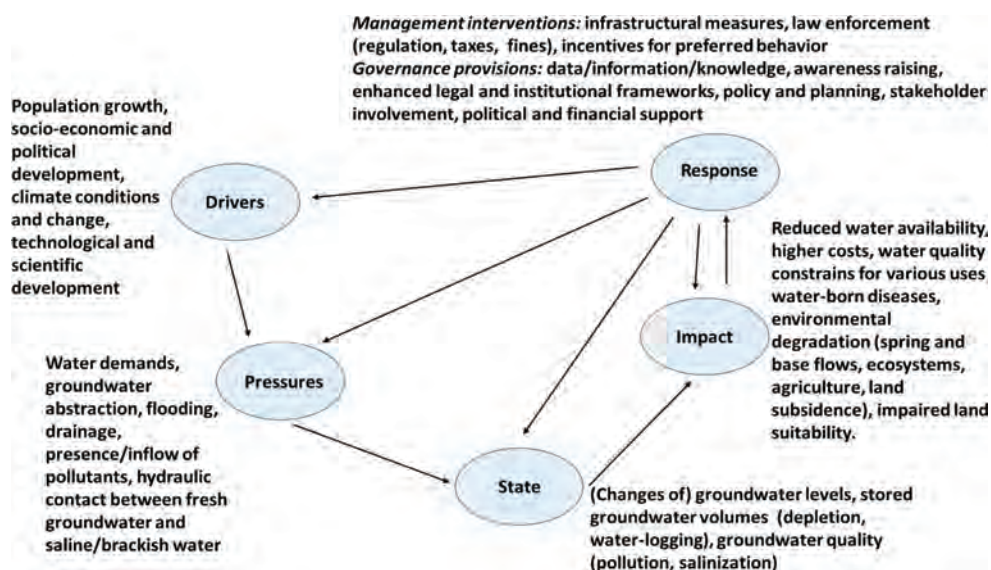 Management interventions: infrastructural measures, law enforcement
(regulation, taxes, fines), incentives for preferred behavior
Governance provisions: data/information/knowledge, awareness raising,
enhanced legal and institutional frameworks, policy and planning, stakeholder
involvement, political and financial support
Population growth,
socio-economic and
political
development,
climate conditions
and change,
technological and
scientific
development
Drivers
Response
Reduced water availability,
higher costs, water quality
constrains for various uses
water-born diseases,
environmental
degradation (spring and
base flows, ecosystems,
agriculture, land
subsidence), impaired land
suitability.
Impact
Pressures
Water demands,
groundwater
abstraction, flooding,
drainage,
presence/inflow of
pollutants, hydraulic
contact between fresh
groundwater and
saline/brackish water
State
(Changes of) groundwater levels, stored
groundwater volumes (depletion,
water-logging), groundwater quality
(pollution, salinization)